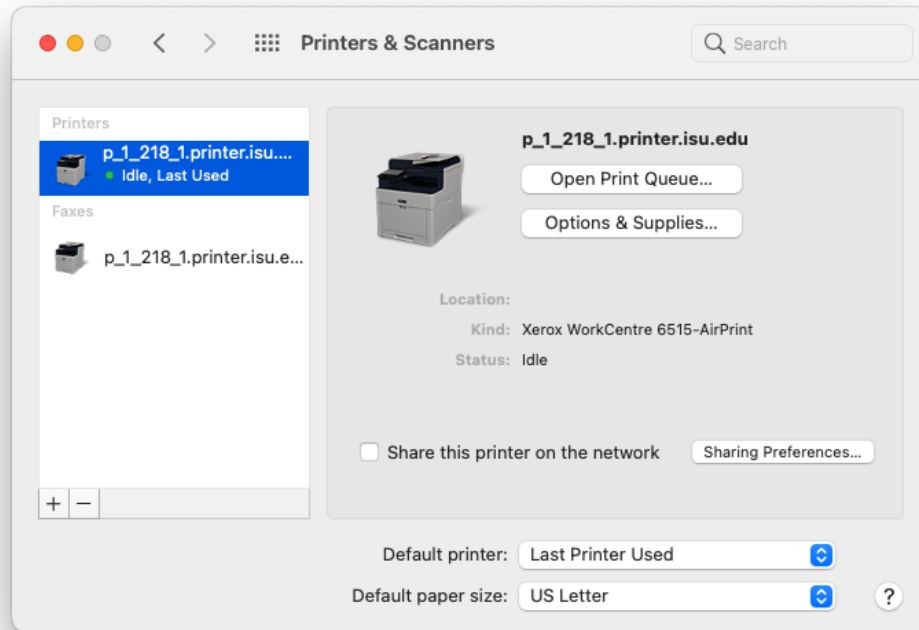 Printers & Scanners
Search
Printers
p_1_218_1.printer.isu....
Idle, Last Used
Faxes
p_1_218_1.printer.isu.e...
p_1_218_1.printer.isu.edu
Open Print Queue...
Options & Supplies...
Location:
Kind: Xerox WorkCentre 6515-AirPrint
Status: Idle
Share this printer on the network
Sharing Preferences...
+ −
Default printer: Last Printer Used
Default paper size: US Letter
?